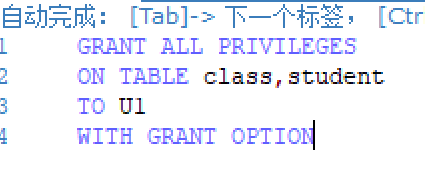 自动完成： [Tab]-> 下一个标签， [Ctr
1 GRANT ALL PRIVILEGES
2 ON TABLE class,student
3 TO U1
4 WITH GRANT OPTION